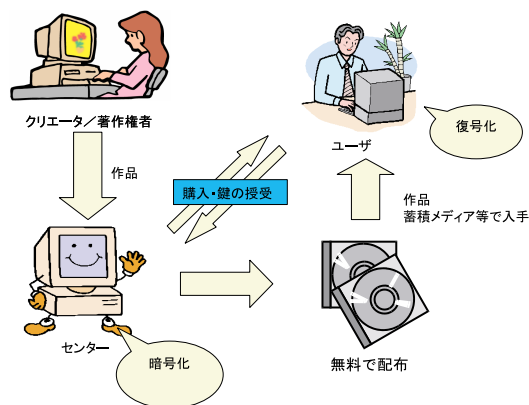 クリエータ／著作権者
ユーザ
復号化
作品
購入・鍵の授受
作品
蓄積メディア等で入手
センター
暗号化
無料で配布